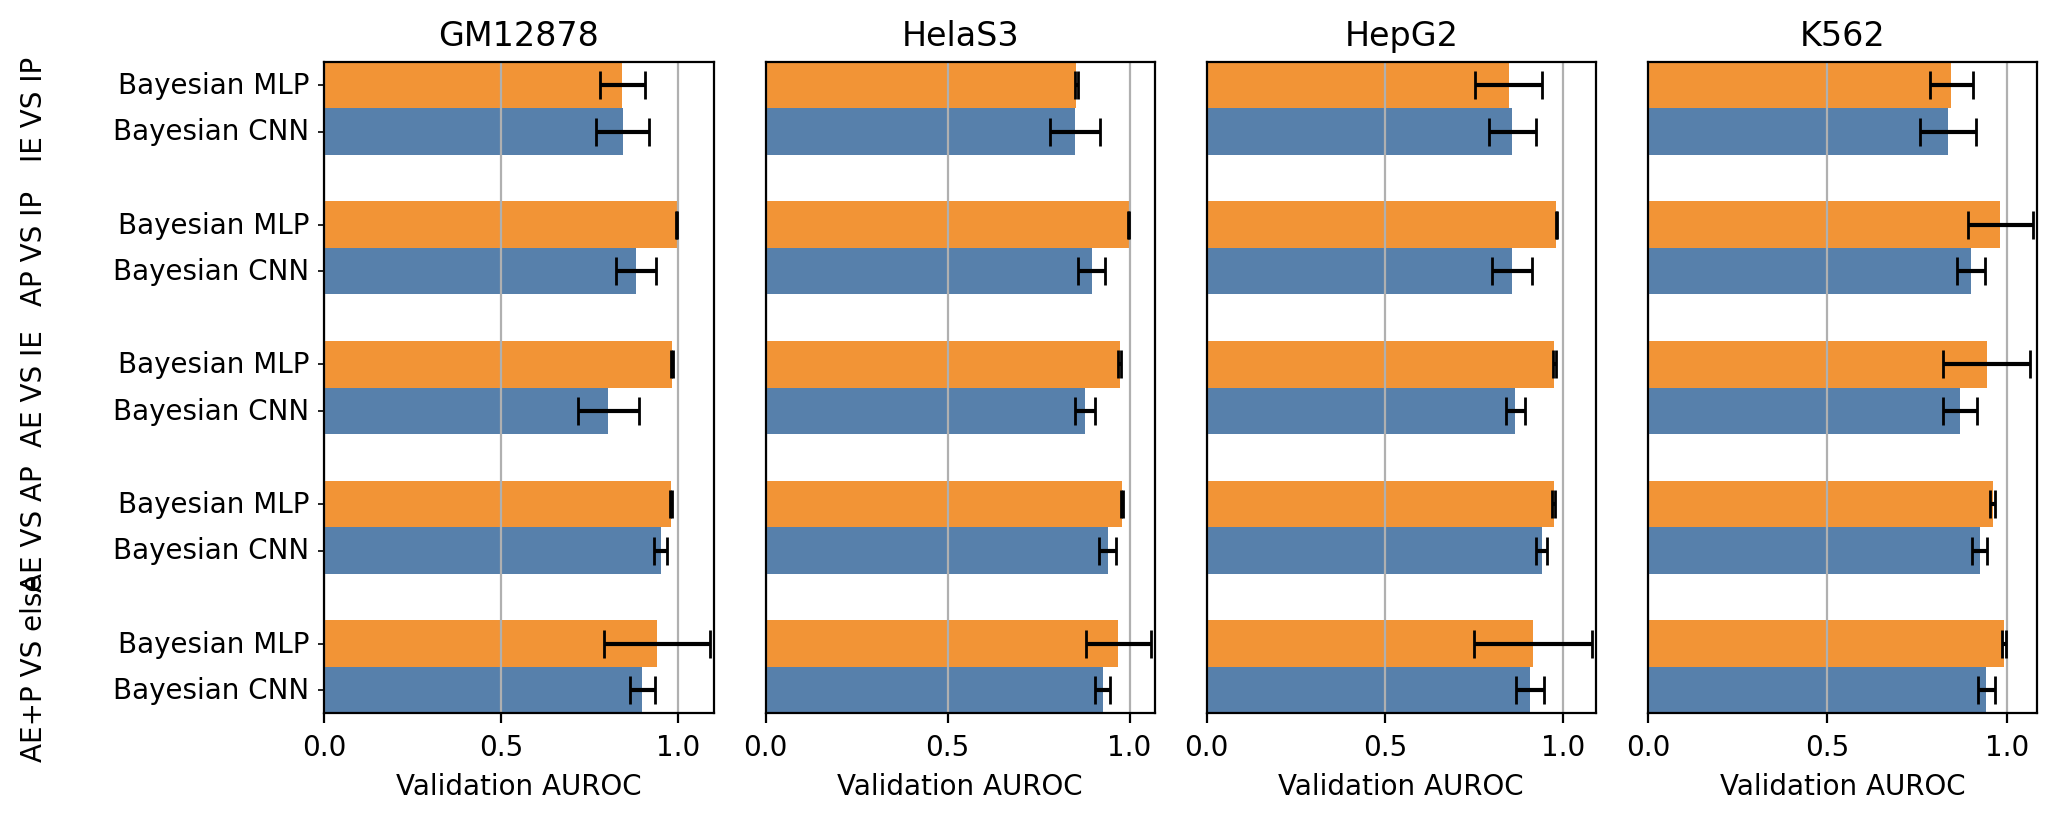 GM12878
HelaS3
HepG2
K562
IE VS IP
Bayesian MLP
Bayesian CNN
AP VS IP
Bayesian MLP
Bayesian CNN
AE VS IE
Bayesian MLP
Bayesian CNN
AE VS AP
Bayesian MLP
Bayesian CNN
AE+P VS else
Bayesian MLP
Bayesian CNN
0.0 0.5 1.0
Validation AUROC
0.0 0.5 1.0
Validation AUROC
0.0 0.5 1.0
Validation AUROC
0.0 0.5 1.0
Validation AUROC